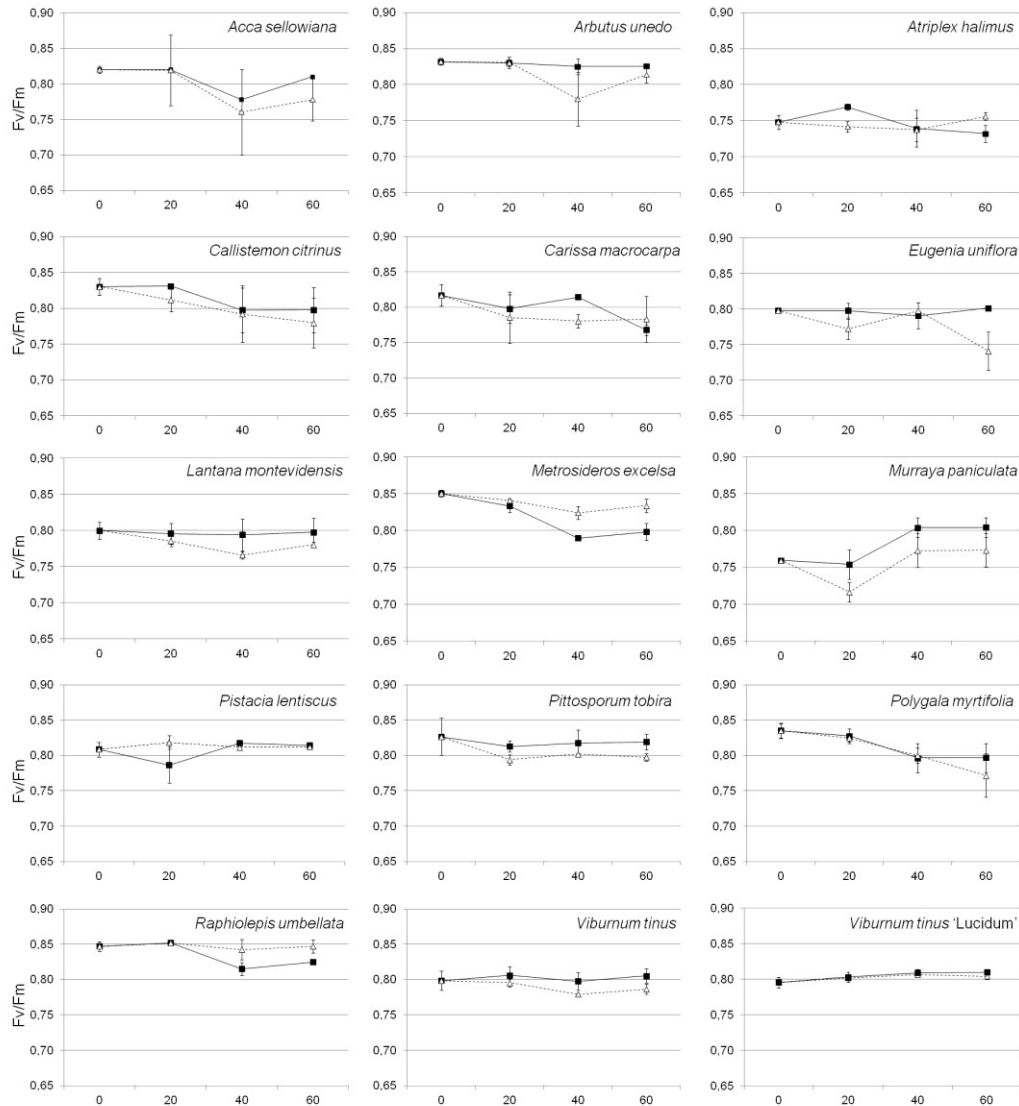 Acca sellowiana
Arbutus unedo
Atriplex halimus
0,90
0,85
0,80
0,75
0,70
0,65
Fv/Fm
0 20 40 60
0,90
0,85
0,80
0,75
0,70
0,65
0 20 40 60
0,90
0,85
0,80
0,75
0,70
0,65
0 20 40 60
Callistemon citrinus
Carissa macrocarpa
Eugenia uniflora
0,90
0,85
0,80
0,75
0,70
0,65
Fv/Fm
0 20 40 60
0,90
0,85
0,80
0,75
0,70
0,65
0 20 40 60
0,90
0,85
0,80
0,75
0,70
0,65
0 20 40 60
Lantana montevidensis
Metrosideros excelsa
Murraya paniculata
0,90
0,85
0,80
0,75
0,70
0,65
Fv/Fm
0 20 40 60
0,90
0,85
0,80
0,75
0,70
0,65
0 20 40 60
0,90
0,85
0,80
0,75
0,70
0,65
0 20 40 60
Pistacia lentiscus
Pittosporum tobira
Polygala myrtifolia
0,90
0,85
0,80
0,75
0,70
0,65
Fv/Fm
0 20 40 60
0,90
0,85
0,80
0,75
0,70
0,65
0 20 40 60
0,90
0,85
0,80
0,75
0,70
0,65
0 20 40 60
Raphiolepis umbellata
Viburnum tinus
Viburnum tinus 'Lucidum'
0,90
0,85
0,80
0,75
0,70
0,65
Fv/Fm
0 20 40 60
0,90
0,85
0,80
0,75
0,70
0,65
0 20 40 60
0,90
0,85
0,80
0,75
0,70
0,65
0 20 40 60